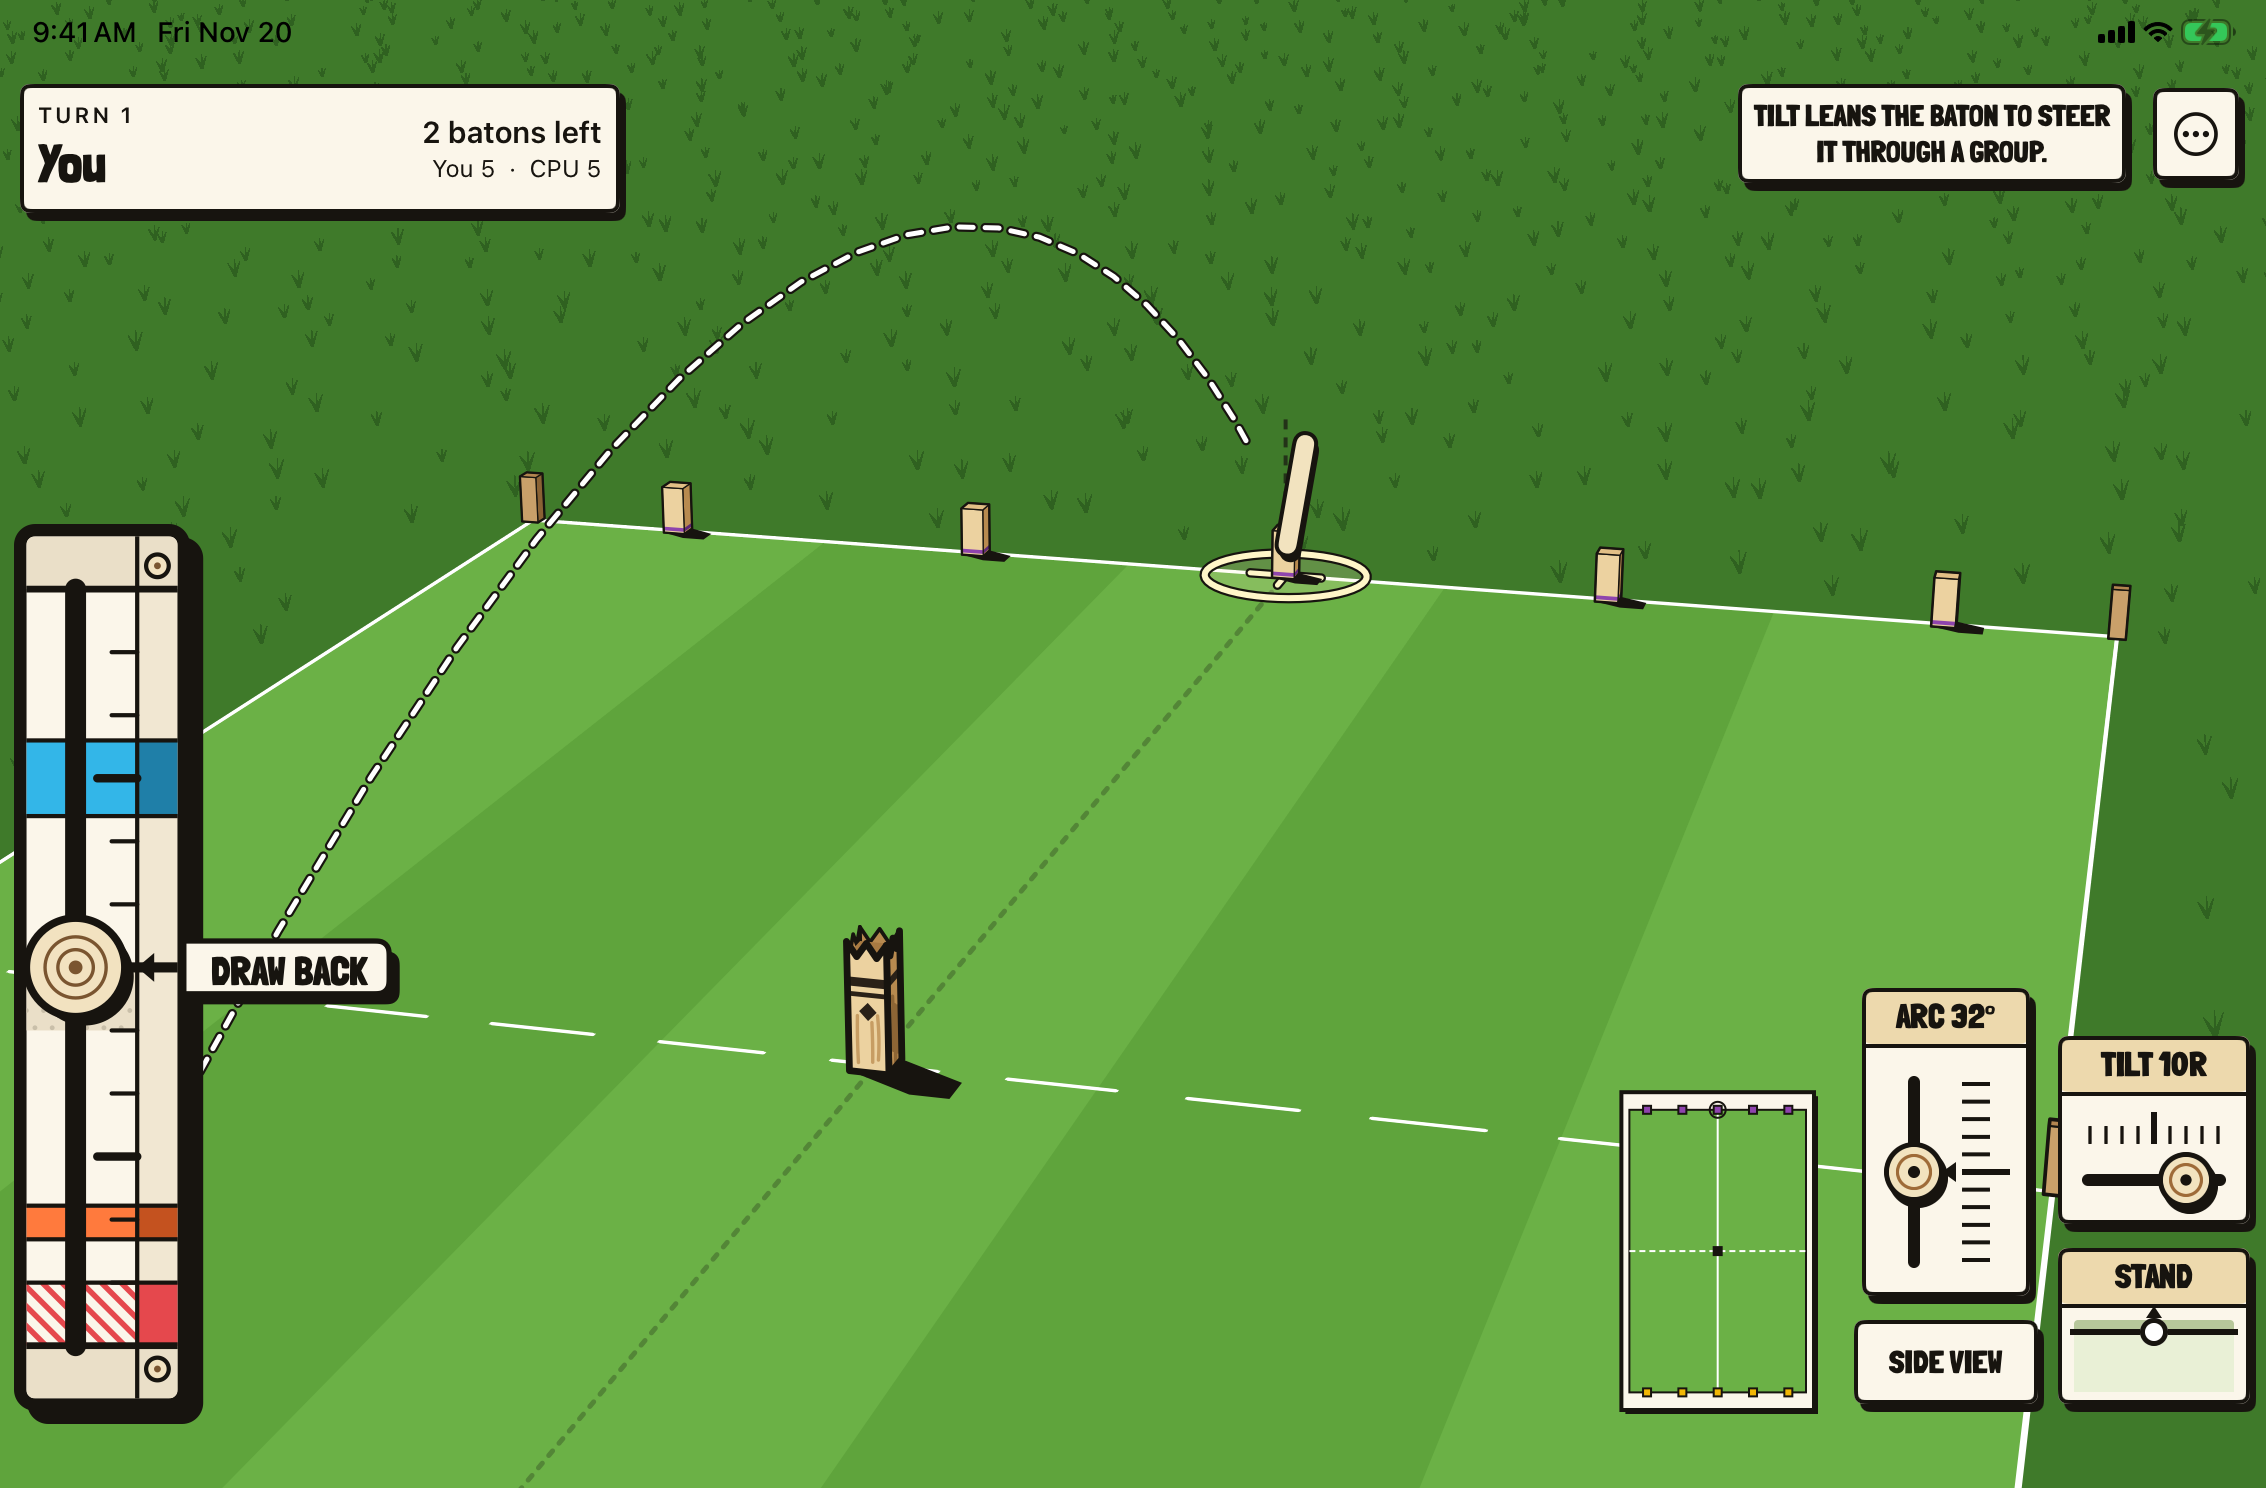 9:41 AM Fri Nov 20
TURN 1
You
2 batons left
You 5 · CPU 5
TILT LEANS THE BATON TO STEER
IT THROUGH A GROUP.
DRAW BACK
ARC 32°
TILT 10R
STAND
SIDE VIEW